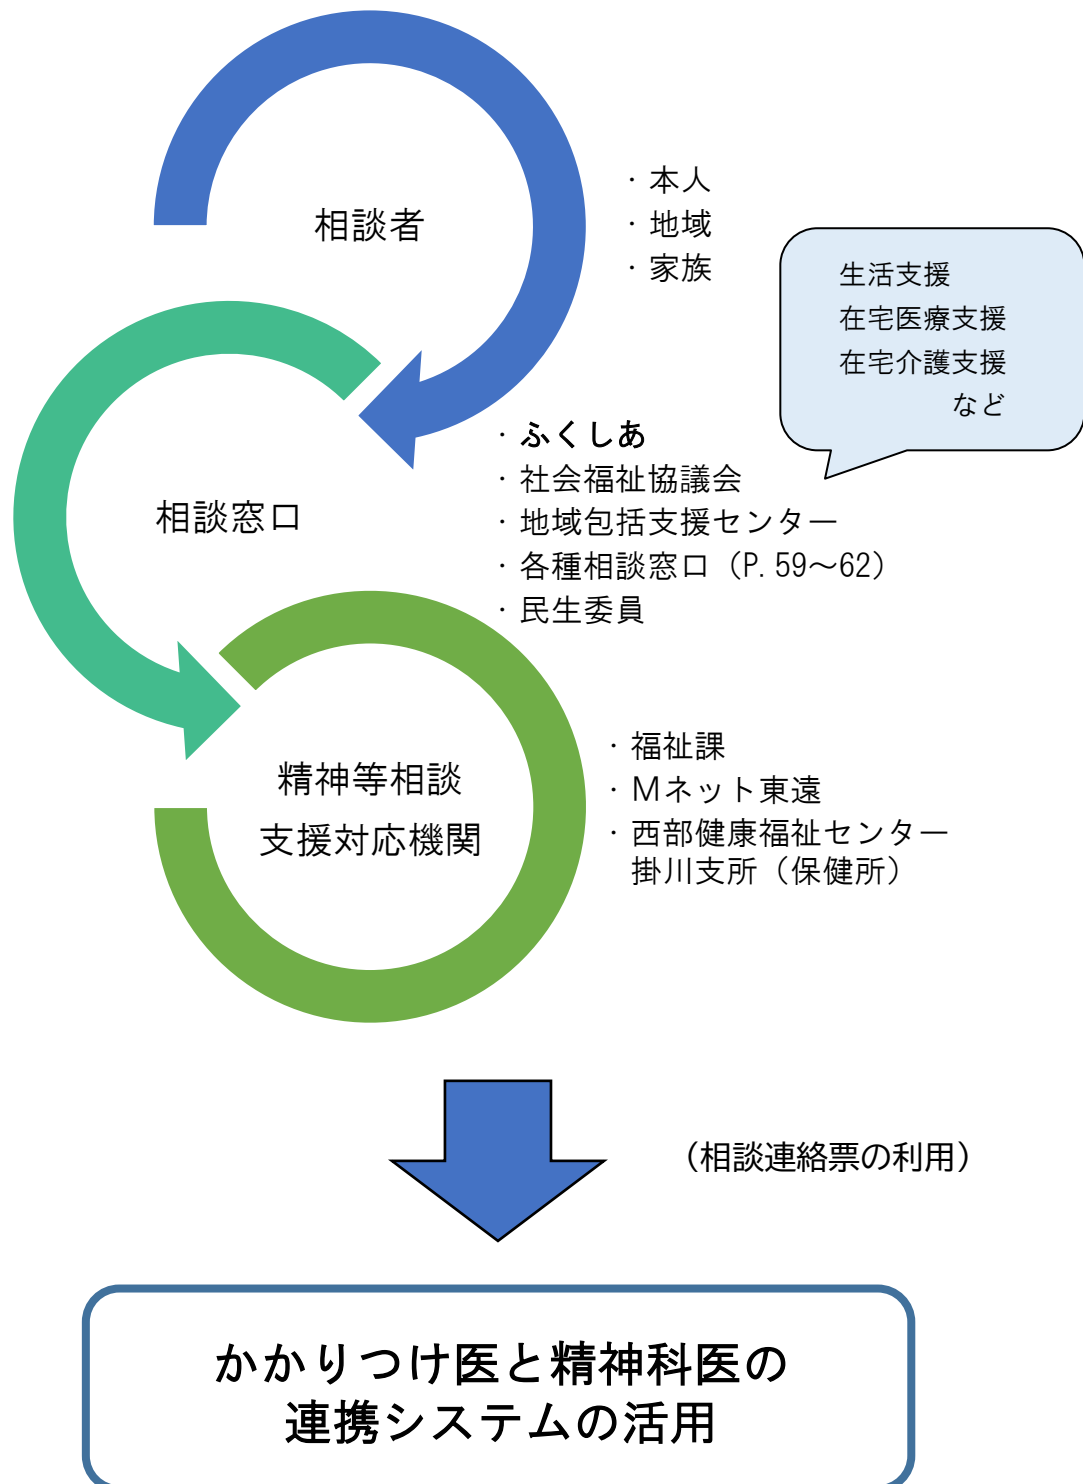 相談者
・本人
・地域
・家族
生活支援
在宅医療支援
在宅介護支援
など
相談窓口
・ふくしあ
・社会福祉協議会
・地域包括支援センター
・各種相談窓口（P. 59～62）
・民生委員
精神等相談
支援対応機関
・福祉課
・Mネット東遠
・西部健康福祉センター
掛川支所（保健所）
（相談連絡票の利用）
かかりつけ医と精神科医の
連携システムの活用